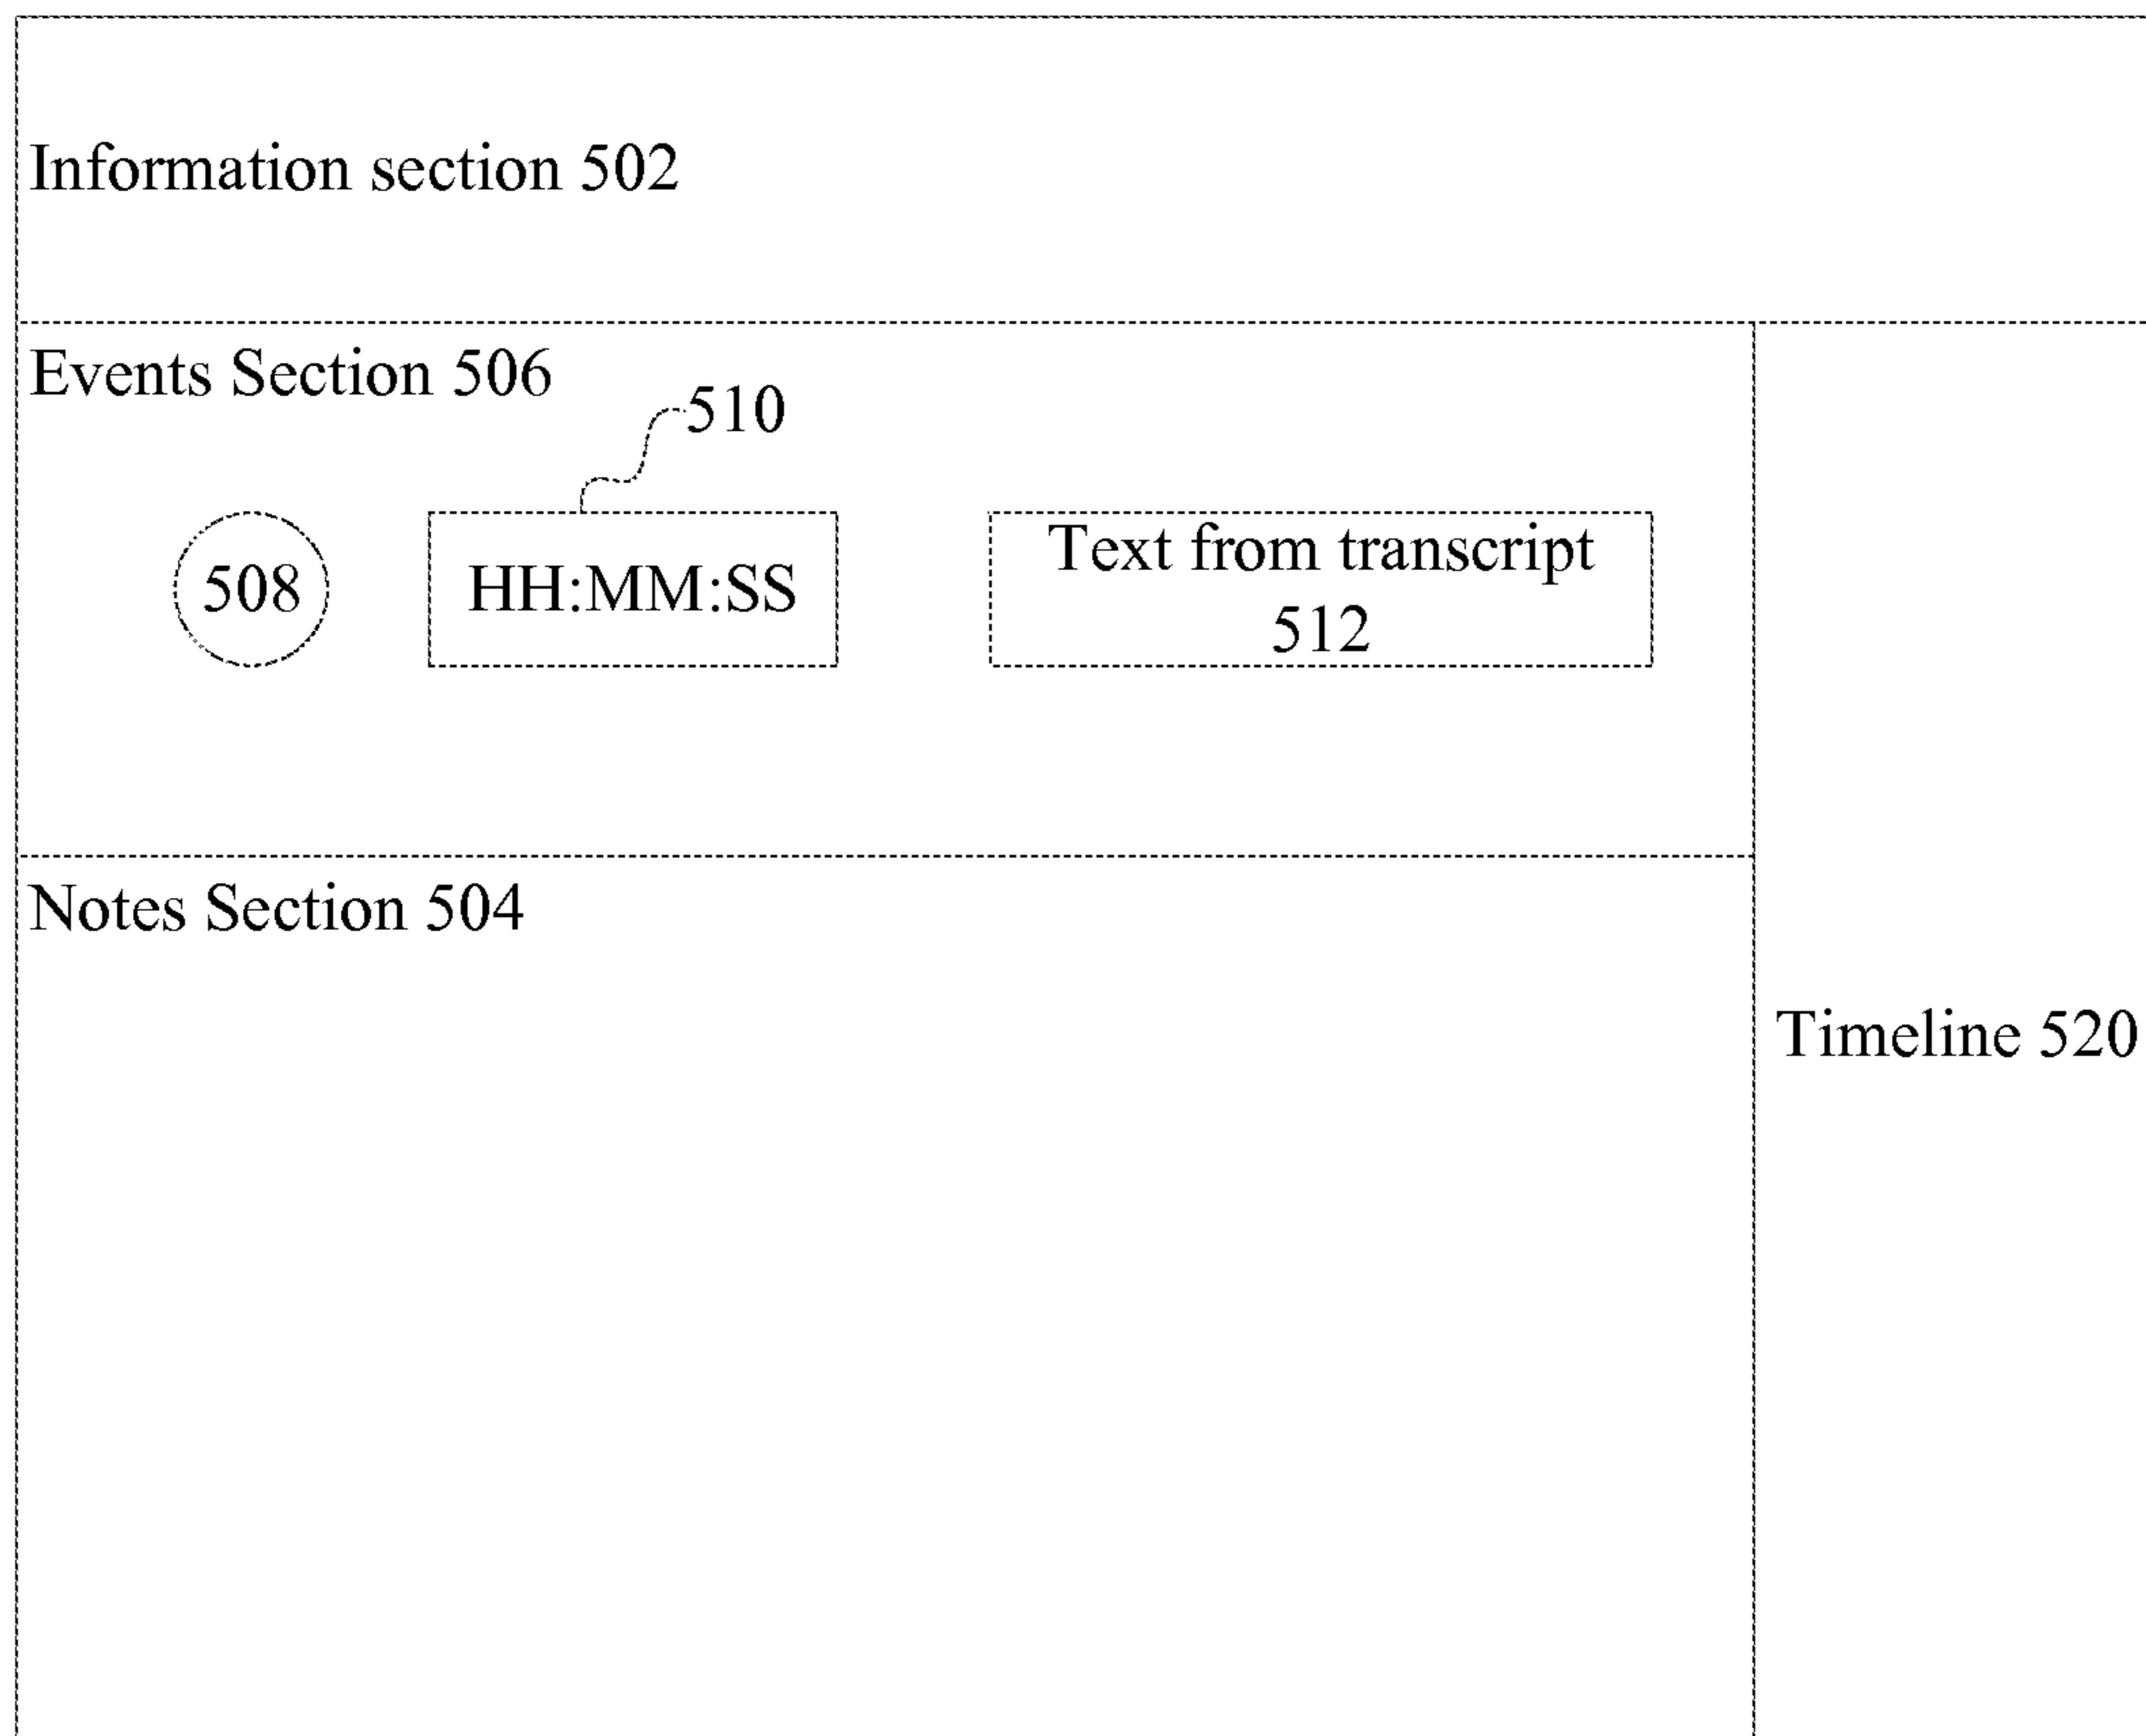 Information section 502
Events Section 506
510
508
HH:MM:SS
Text from transcript
512
Notes Section 504
Timeline 520